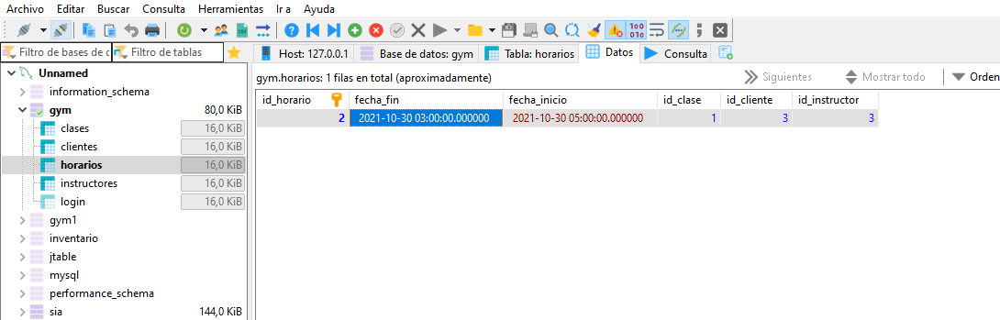 Archivo Editar Buscar Consulta Herramientas Ir a Ayuda
Filtro de bases de d Filtro de tablas Host: 127.0.0.1 Base de datos: gym Tabla: horarios Datos Consulta
Unnamed
gym.horarios: 1 filas en total (aproximadamente) Siguientes Mostrar todo Orden
information_schema
id_horario fecha_fin fecha_inicio id_clase id_cliente id_instructor
gym 80,0 KiB
2 2021-10-30 03:00:00.000000 2021-10-30 05:00:00.000000 1 3 3
clases 16,0 KiB
clientes 16,0 KiB
horarios 16,0 KiB
instructores 16,0 KiB
login 16,0 KiB
gym1
inventario
jtable
mysql
performance_schema
sia 144,0 KiB